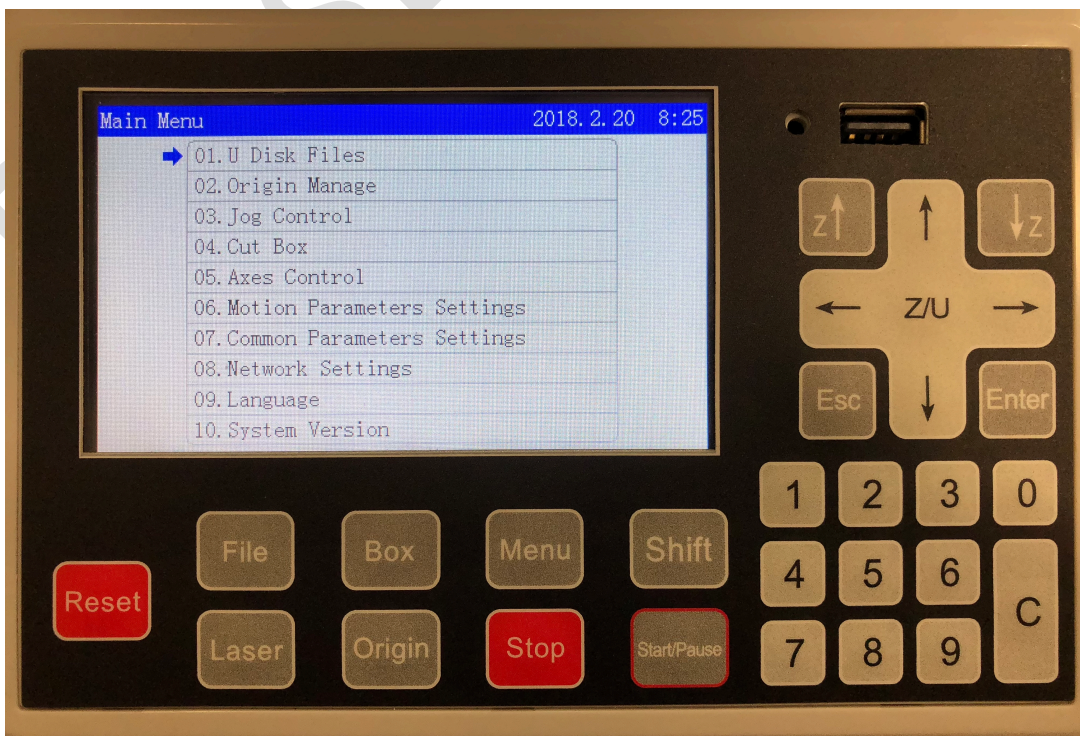 Main Menu 2018. 2. 20 8:25
01. U Disk Files
02. Origin Manage
03. Jog Control
04. Cut Box
05. Axes Control
06. Motion Parameters Settings
07. Common Parameters Settings
08. Network Settings
09. Language
10. System Version
Z Z
Z/U
Esc Enter
1 2 3 0
File Box Menu Shift
4 5 6
Reset
C
Laser Origin Stop Start/Pause
7 8 9